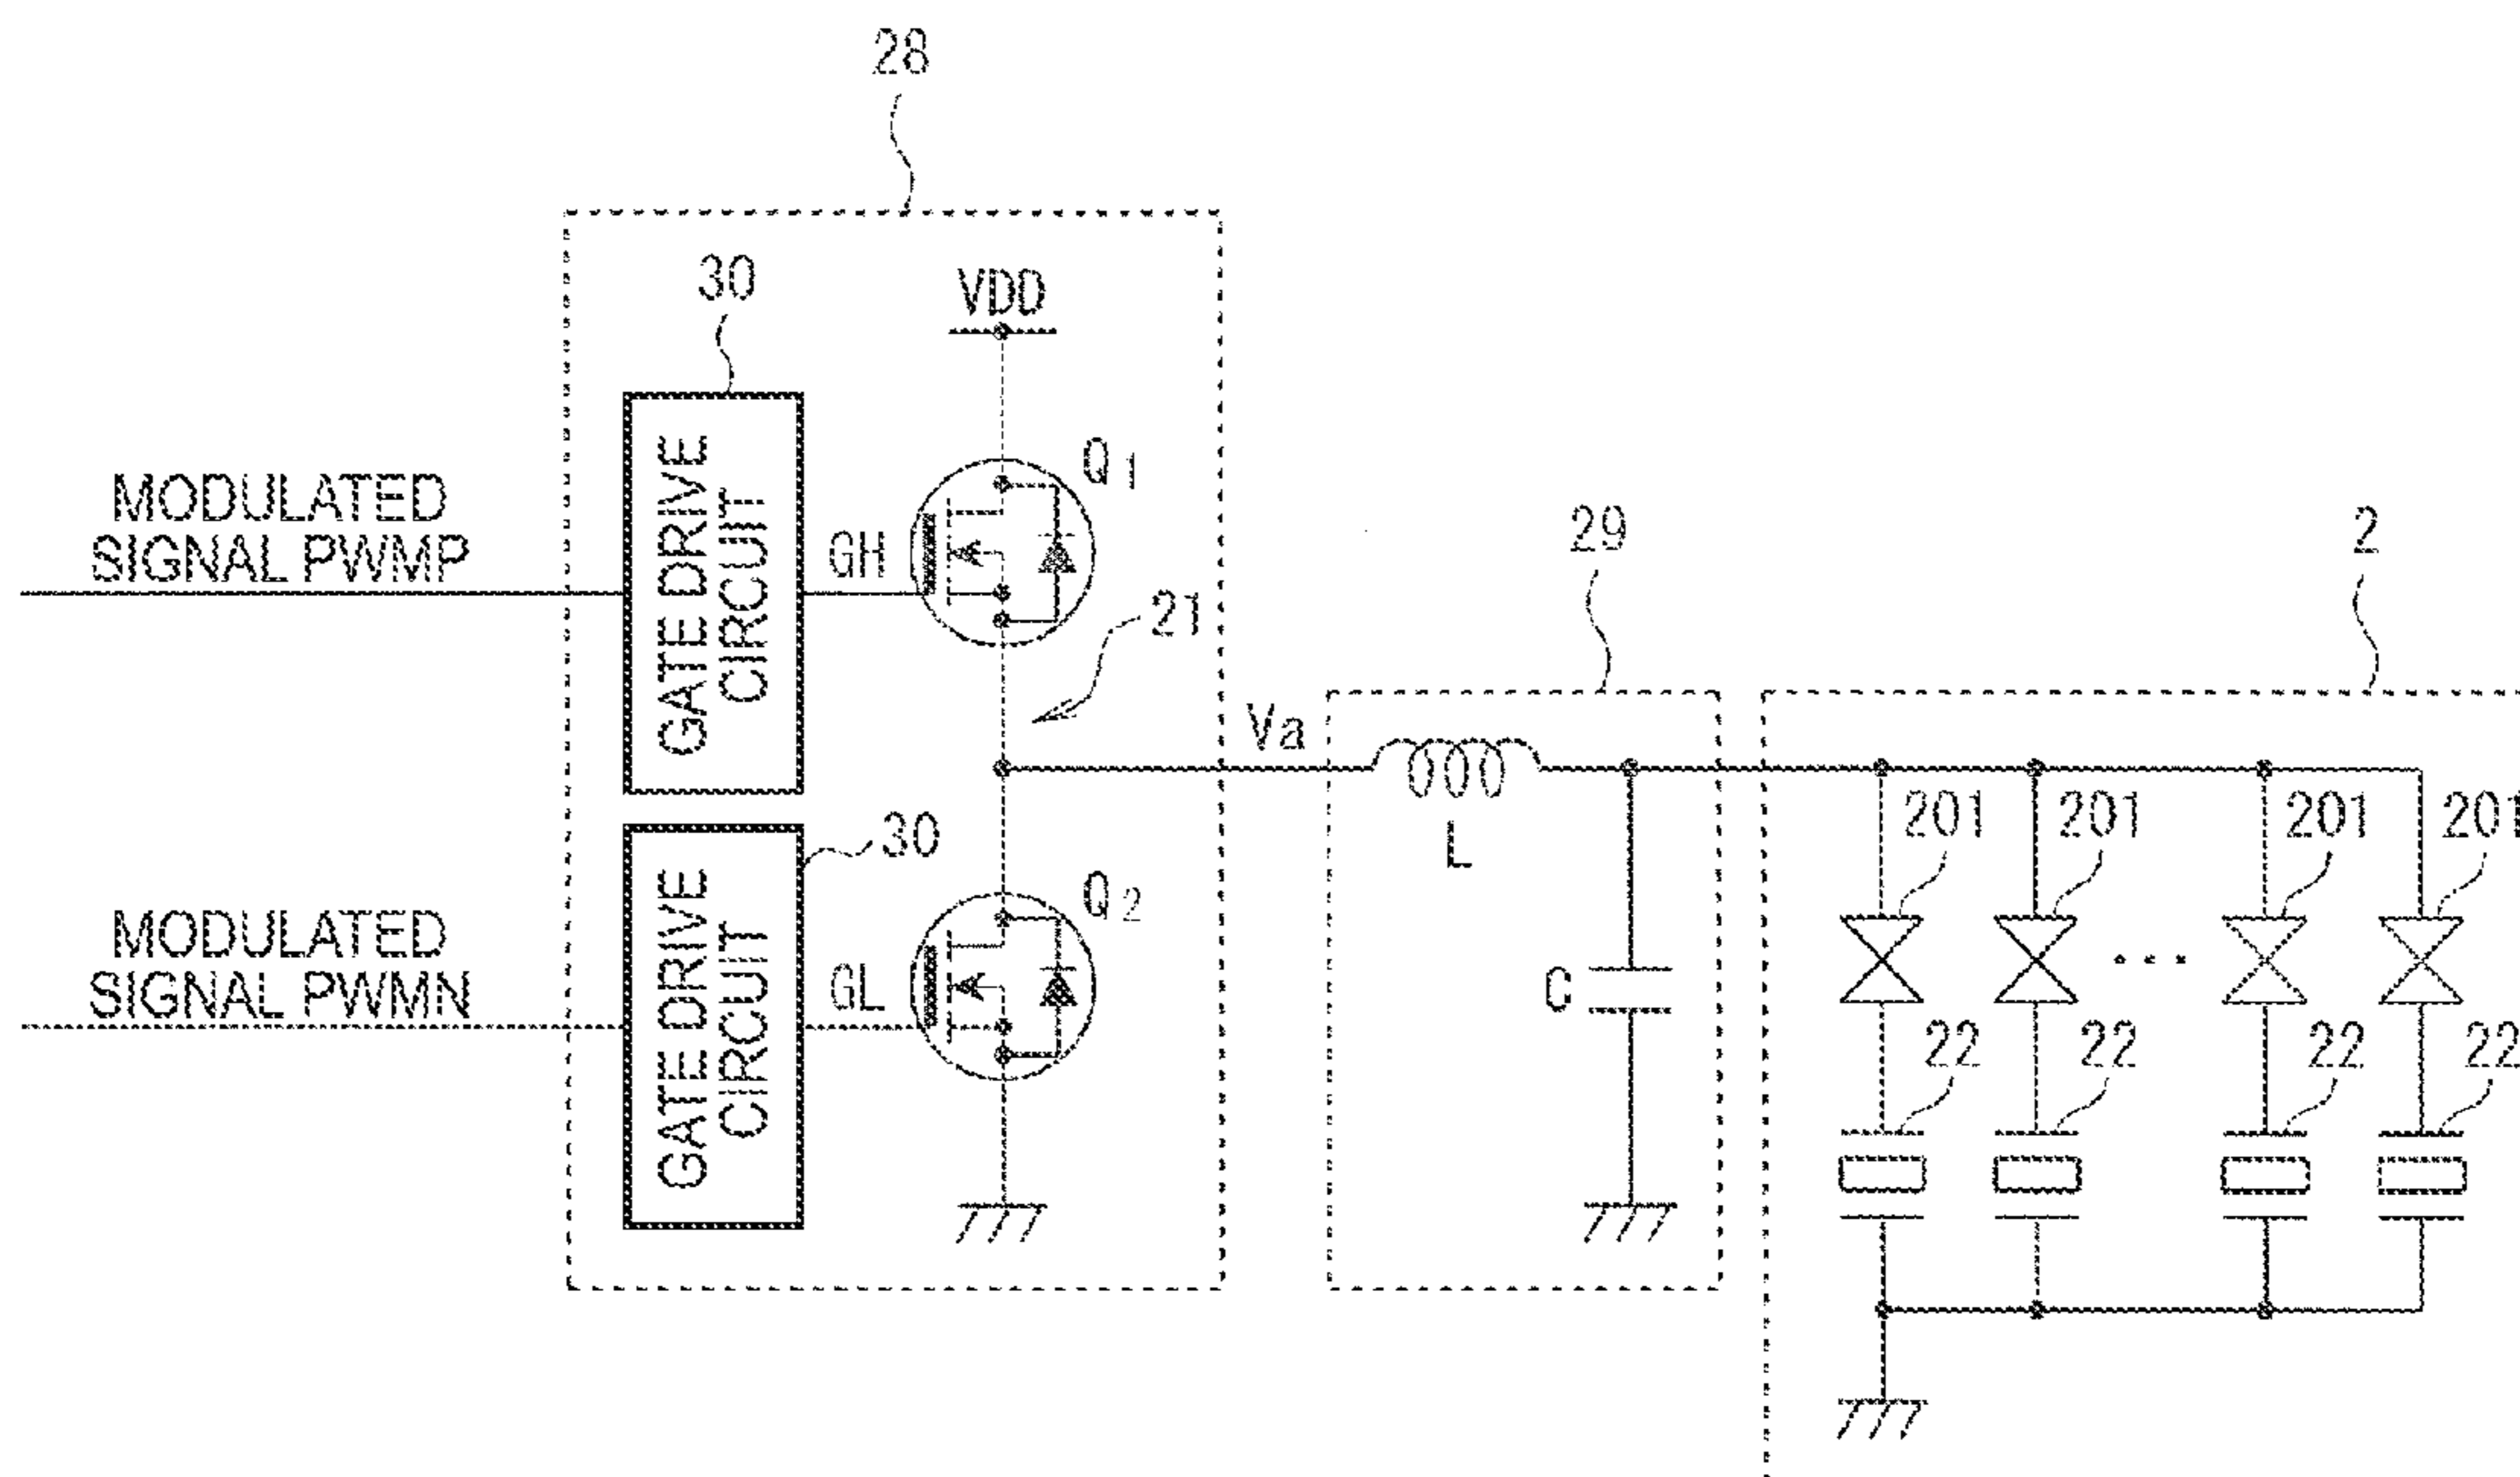 28
30
VDD
MODULATED
SIGNAL PWMP
GATE DRIVE
CIRCUIT
GH
Q1
21
29
2
Va
L
C
30
MODULATED
SIGNAL PWMN
GATE DRIVE
CIRCUIT
GL
Q2
201
201
201
201
22
22
22
22